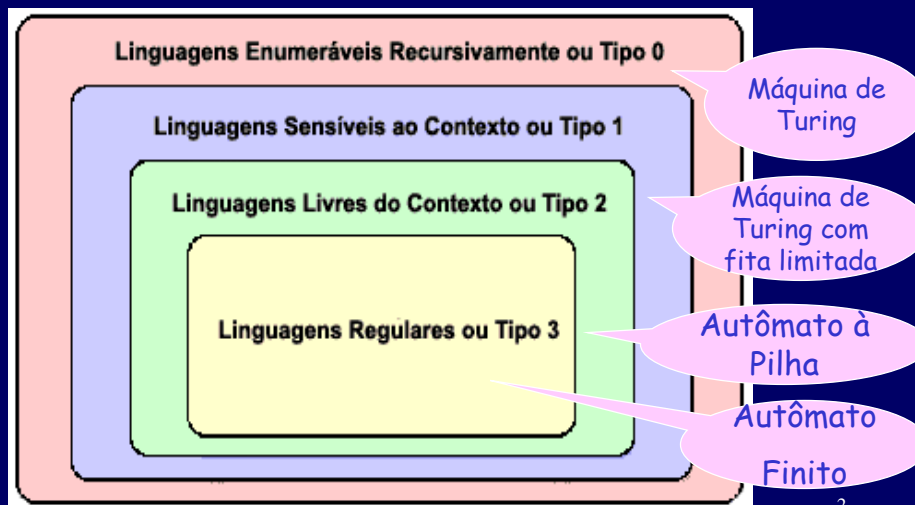 Linguagens Enumeráveis Recursivamente ou Tipo 0
Máquina de
Turing
Linguagens Sensíveis ao Contexto ou Tipo 1
Linguagens Livres do Contexto ou Tipo 2
Máquina de
Turing com
fita limitada
Linguagens Regulares ou Tipo 3
Autômato à
Pilha
Autômato
Finito